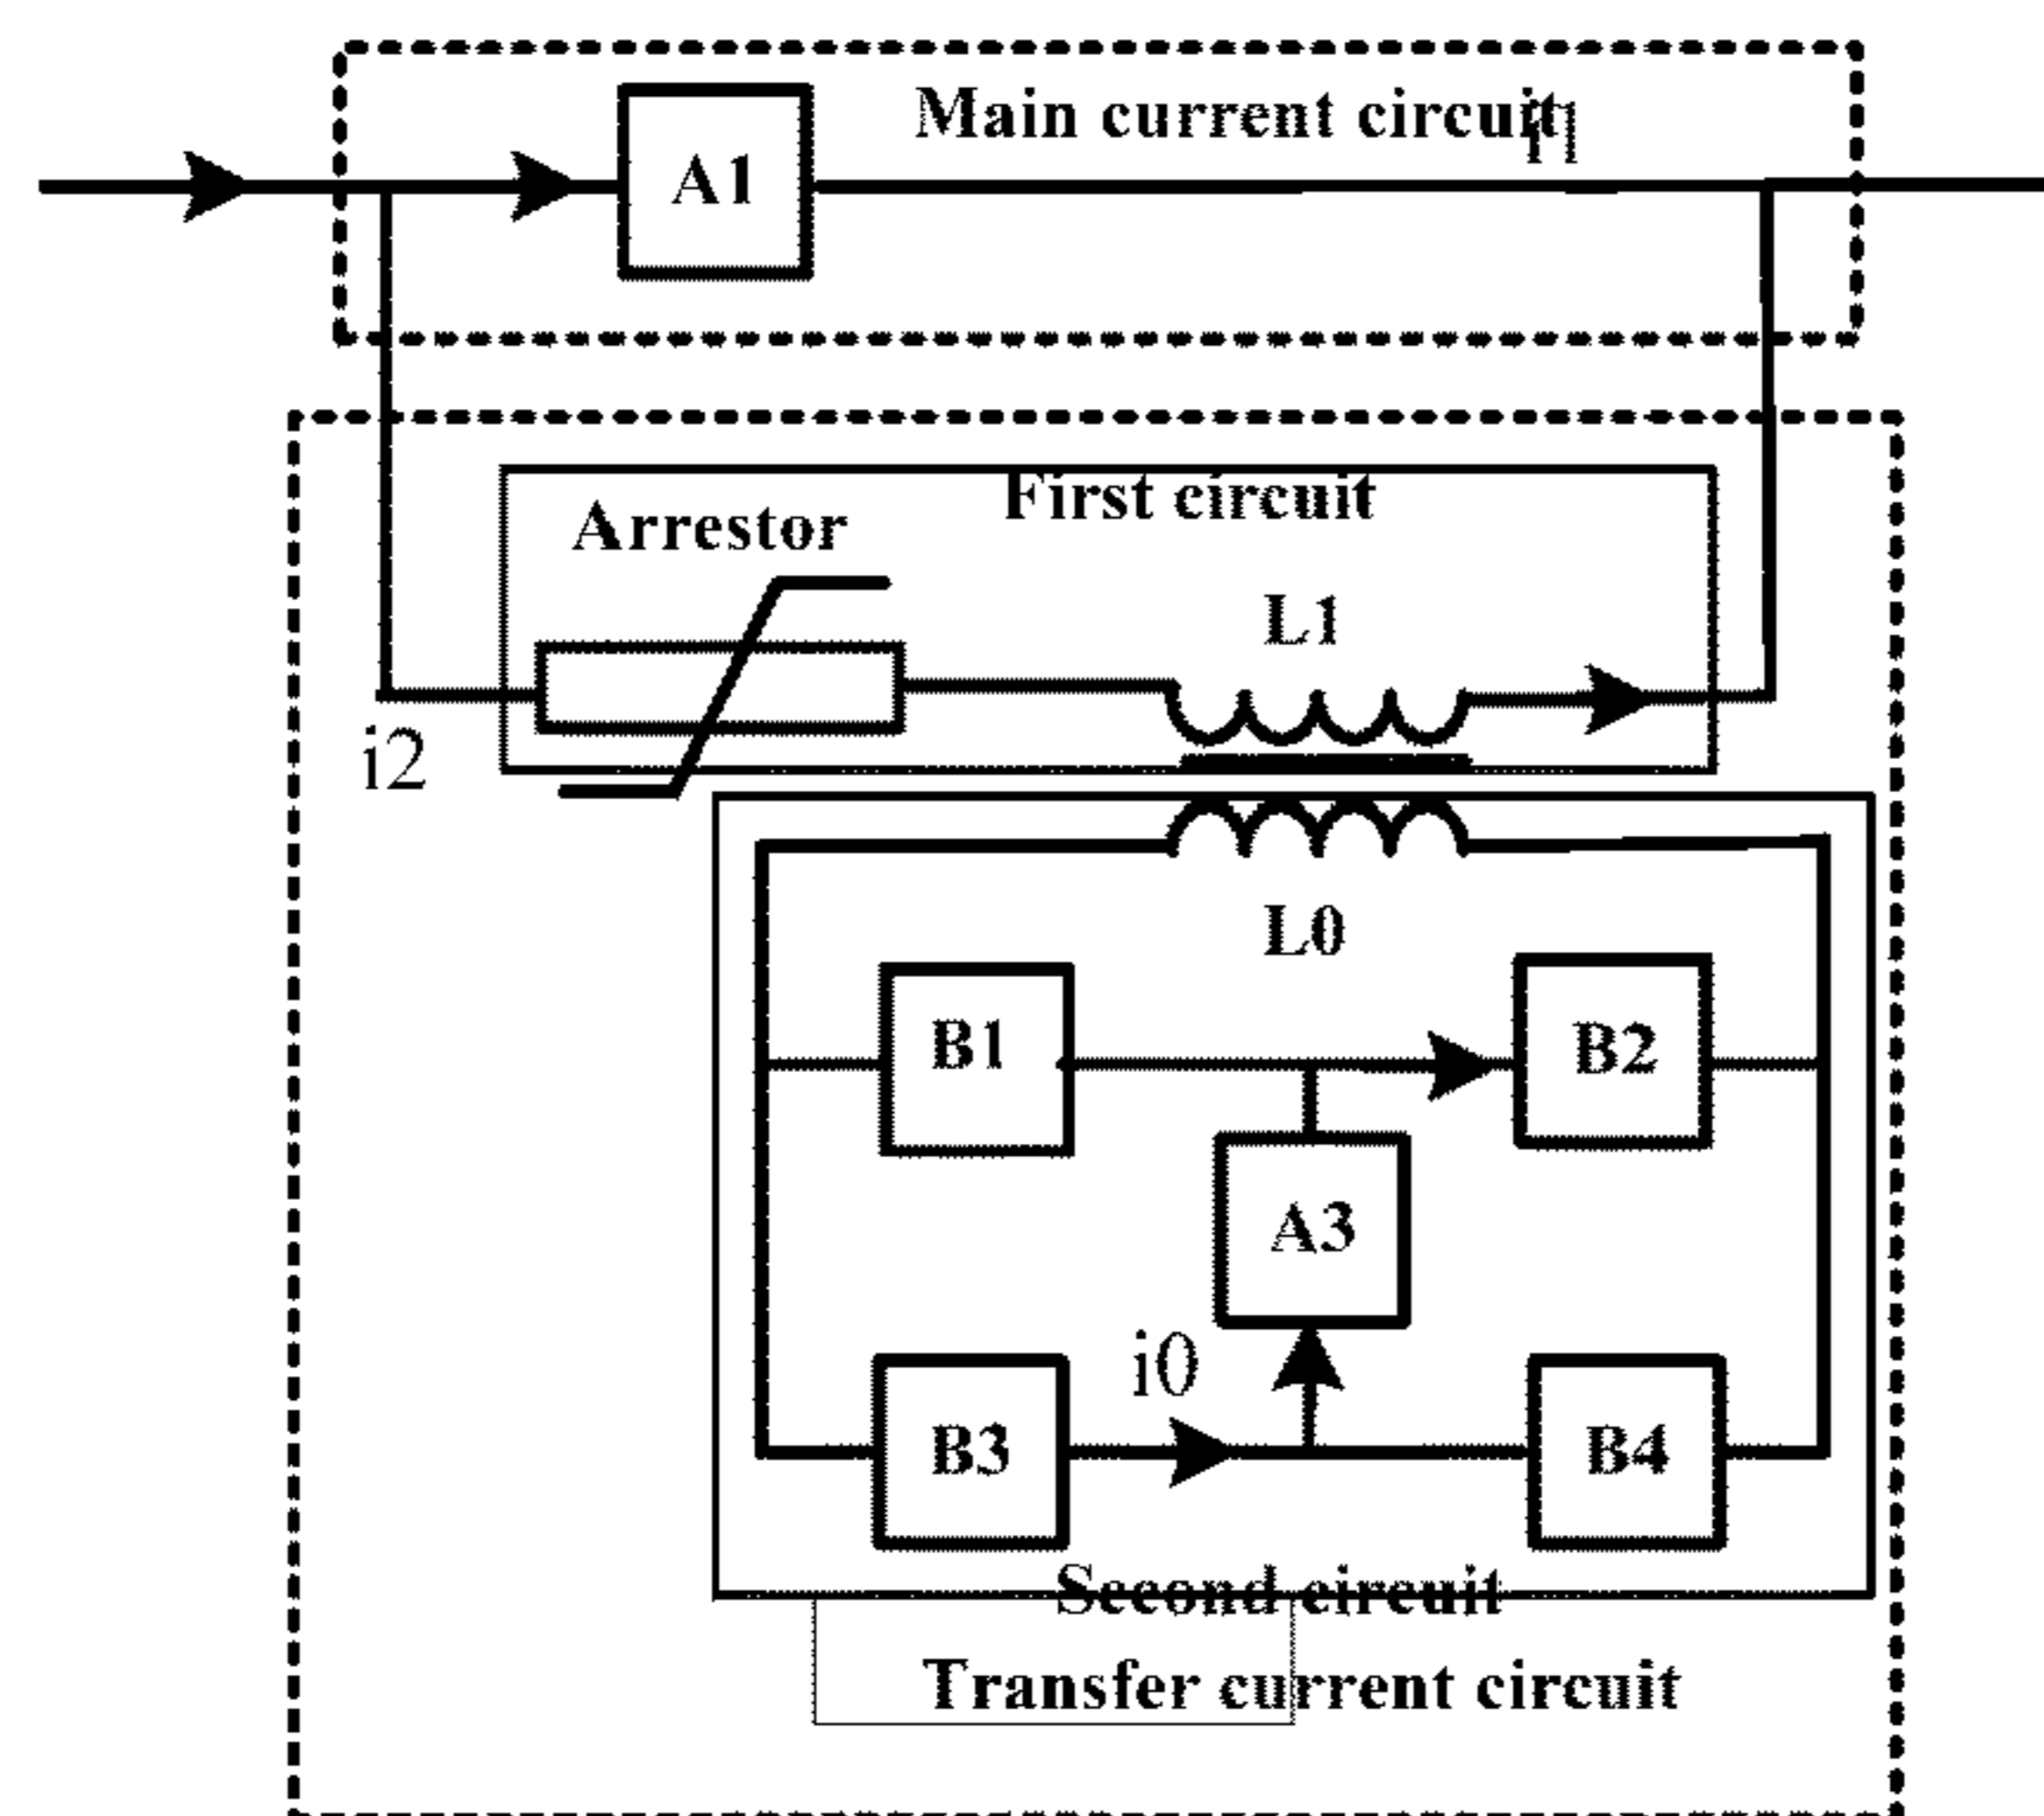 Main current circuit
i1
A1
First circuit
Arrestor
L1
i2
L0
B1
B2
A3
i0
B3
B4
Second circuit
Transfer current circuit